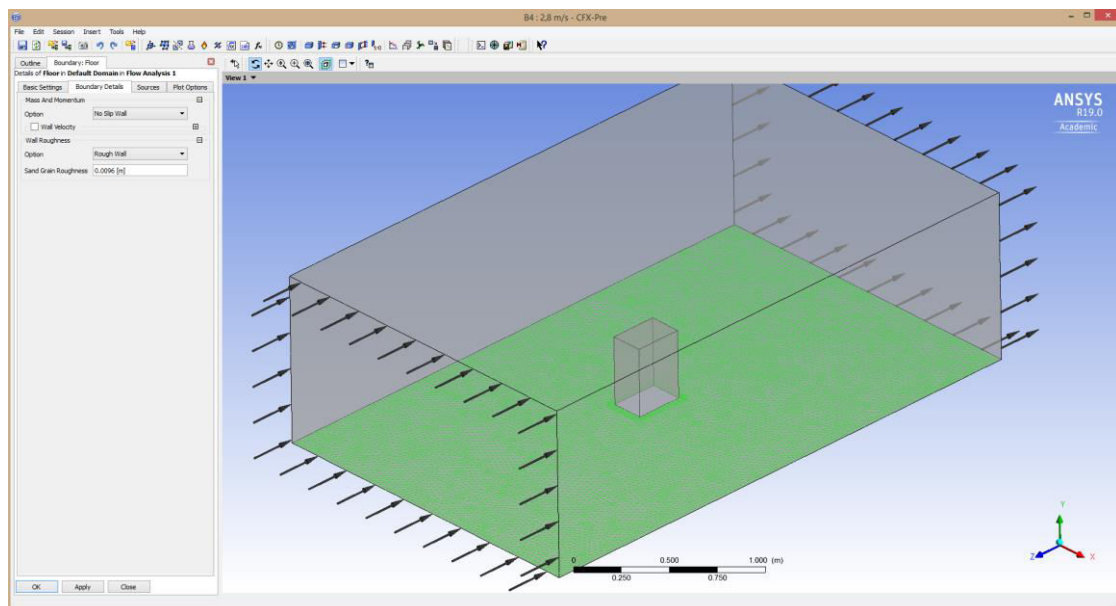 B4 : 2,8 m/s - CFX-Pre
File Edit Session Insert Tools Help
Outline Boundary: Floor
Details of Floor in Default Domain in Flow Analysis 1
Basic Settings Boundary Details Sources Plot Options
Mass And Momentum
Option No Slip Wall
Wall Velocity
Wall Roughness
Option Rough Wall
Sand Grain Roughness 0.0096 [m]
OK Apply Close
View 1
ANSYS
R19.0
Academic
0 0.500 1.000 (m)
0.250 0.750
Y
Z X